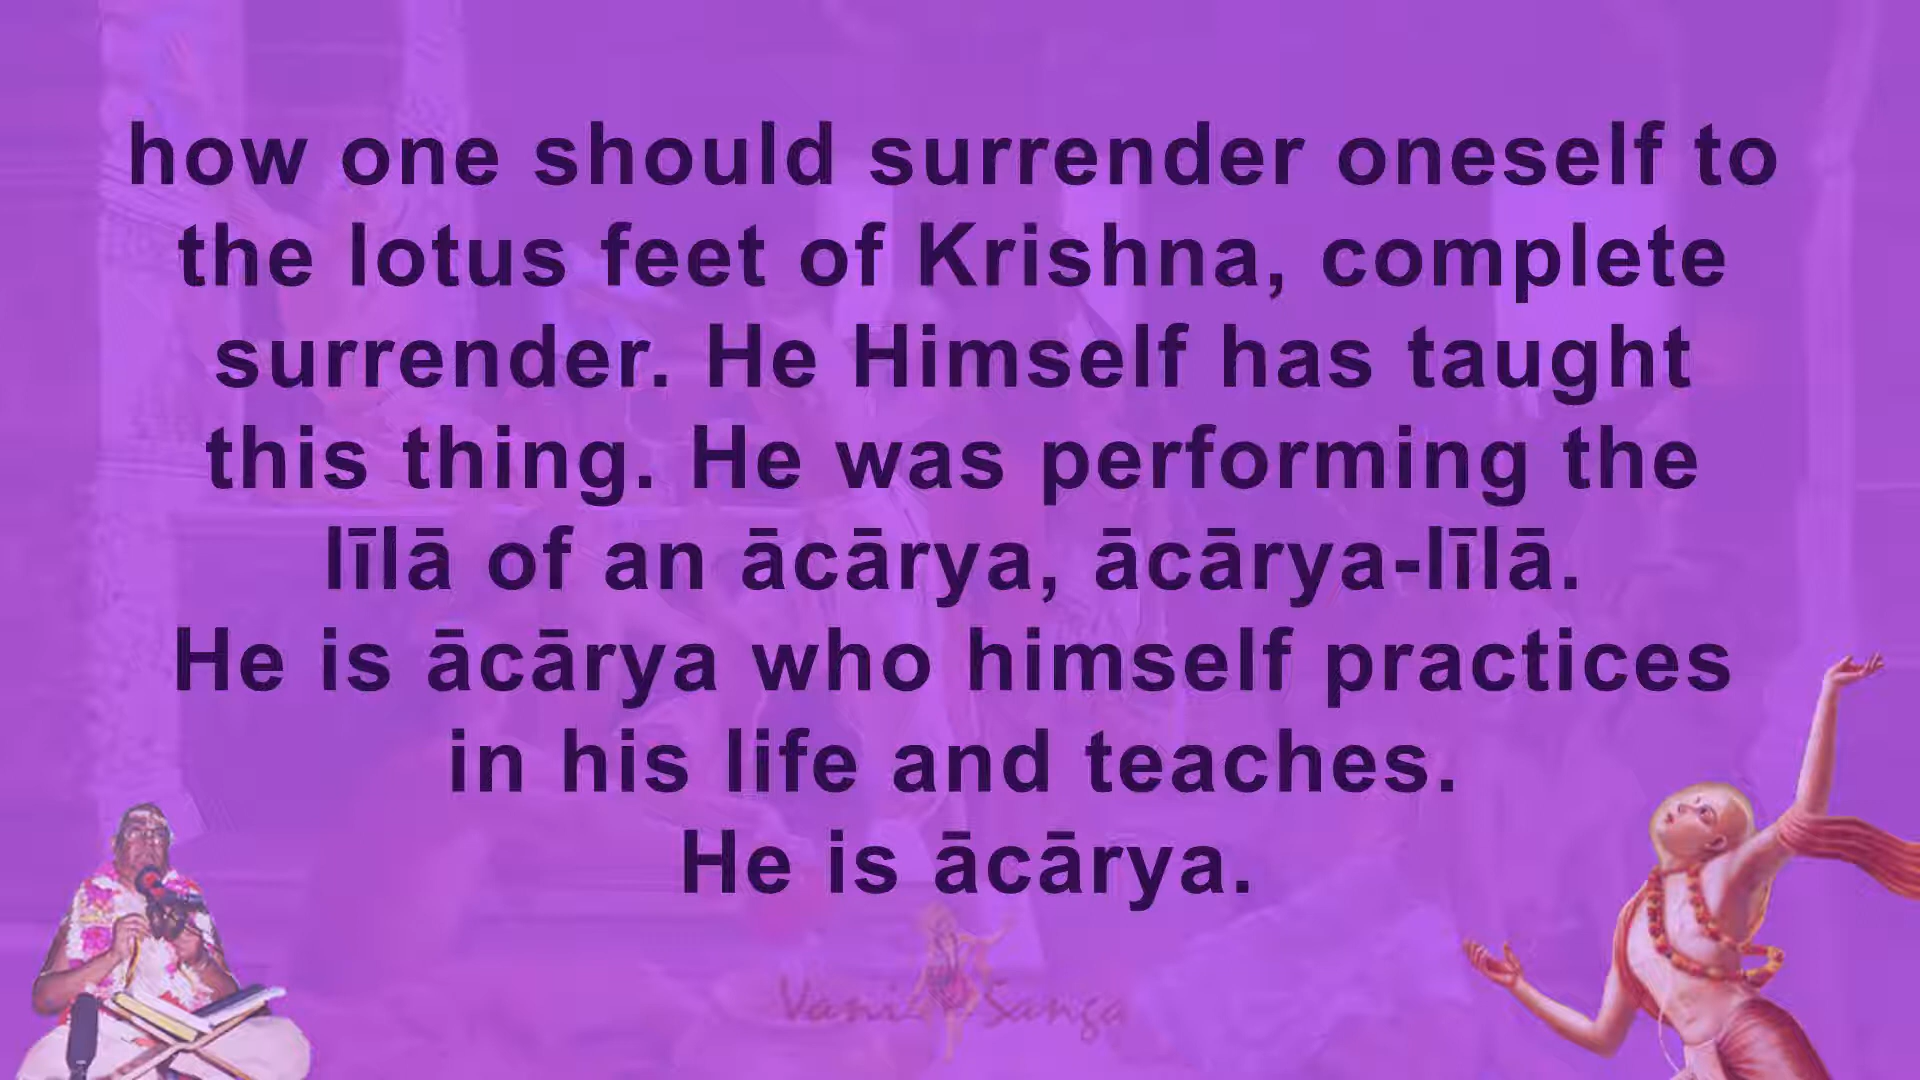 how one should surrender oneself to
the lotus feet of Krishna, complete
surrender. He Himself has taught
this thing. He was performing the
līlā of an ācārya, ācārya-līlā.
He is ācārya who himself practices
in his life and teaches.
He is ācārya.
Vani Sanga